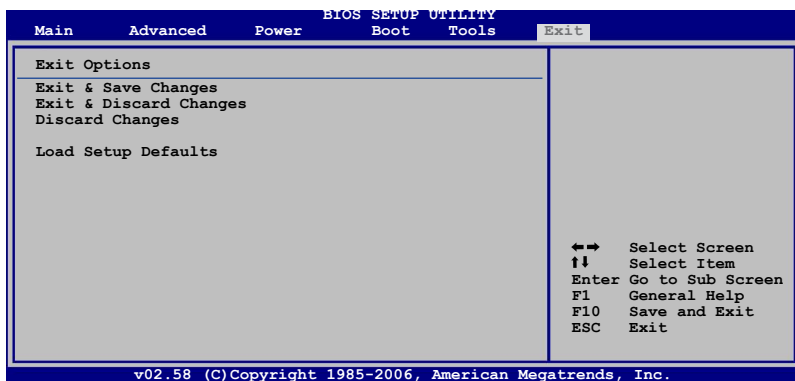 BIOS SETUP UTILITY
Main Advanced Power Boot Tools Exit
Exit Options
Exit & Save Changes
Exit & Discard Changes
Discard Changes
Load Setup Defaults
←→ Select Screen
↑↓ Select Item
Enter Go to Sub Screen
F1 General Help
F10 Save and Exit
ESC Exit
v02.58 (C)Copyright 1985-2006, American Megatrends, Inc.